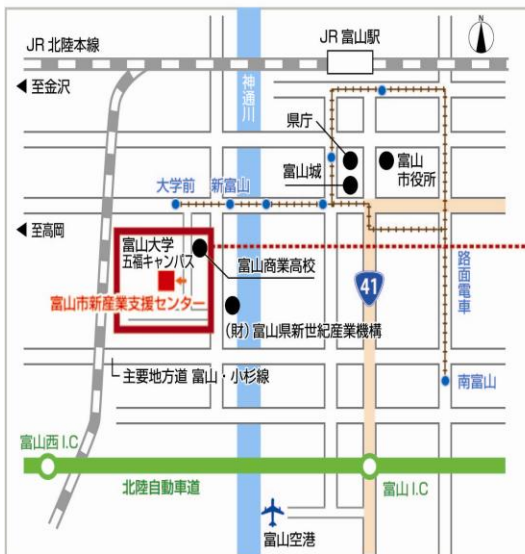 JR 北陸本線
JR 富山駅
N
至金沢
神通川
県庁
富山城
富山
市役所
大学前
新富山
至高岡
富山大学
五福キャンパス
富山商業高校
富山市新産業支援センター
41
路面電車
(財)富山県新世紀産業機構
主要地方道 富山・小杉線
南富山
富山西 I.C
北陸自動車道
富山 I.C
富山空港